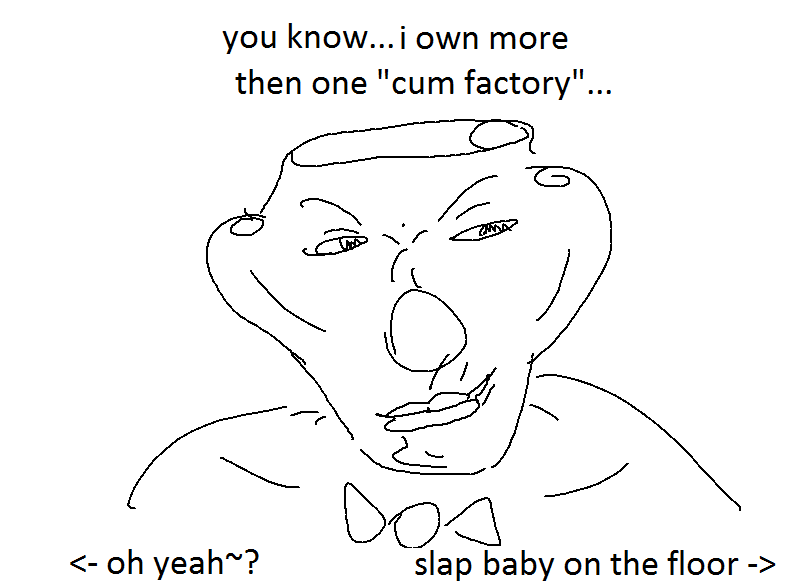 you know...i own more
then one "cum factory"...
<- oh yeah~?
slap baby on the floor ->